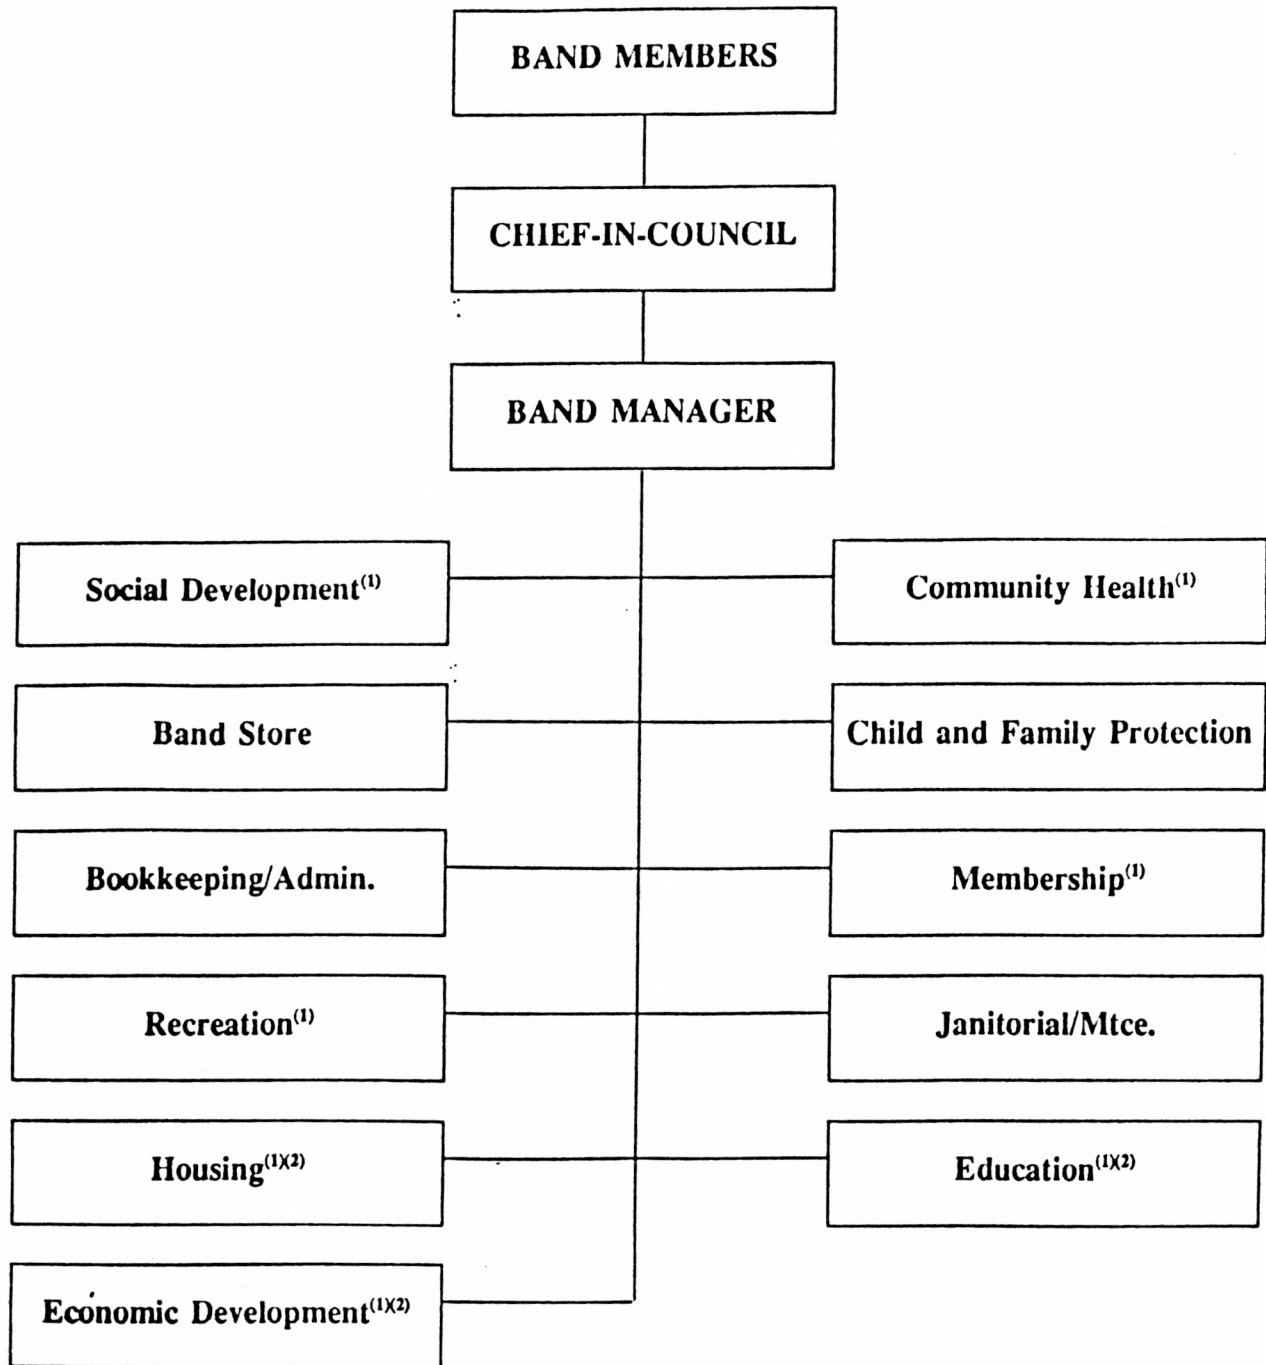 BAND MEMBERS
CHIEF-IN-COUNCIL
BAND MANAGER
Social Development(1)
Community Health(1)
Band Store
Child and Family Protection
Bookkeeping/Admin.
Membership(1)
Recreation(1)
Janitorial/Mtce.
Housing(1)(2)
Education(1)(2)
Economic Development(1)(2)